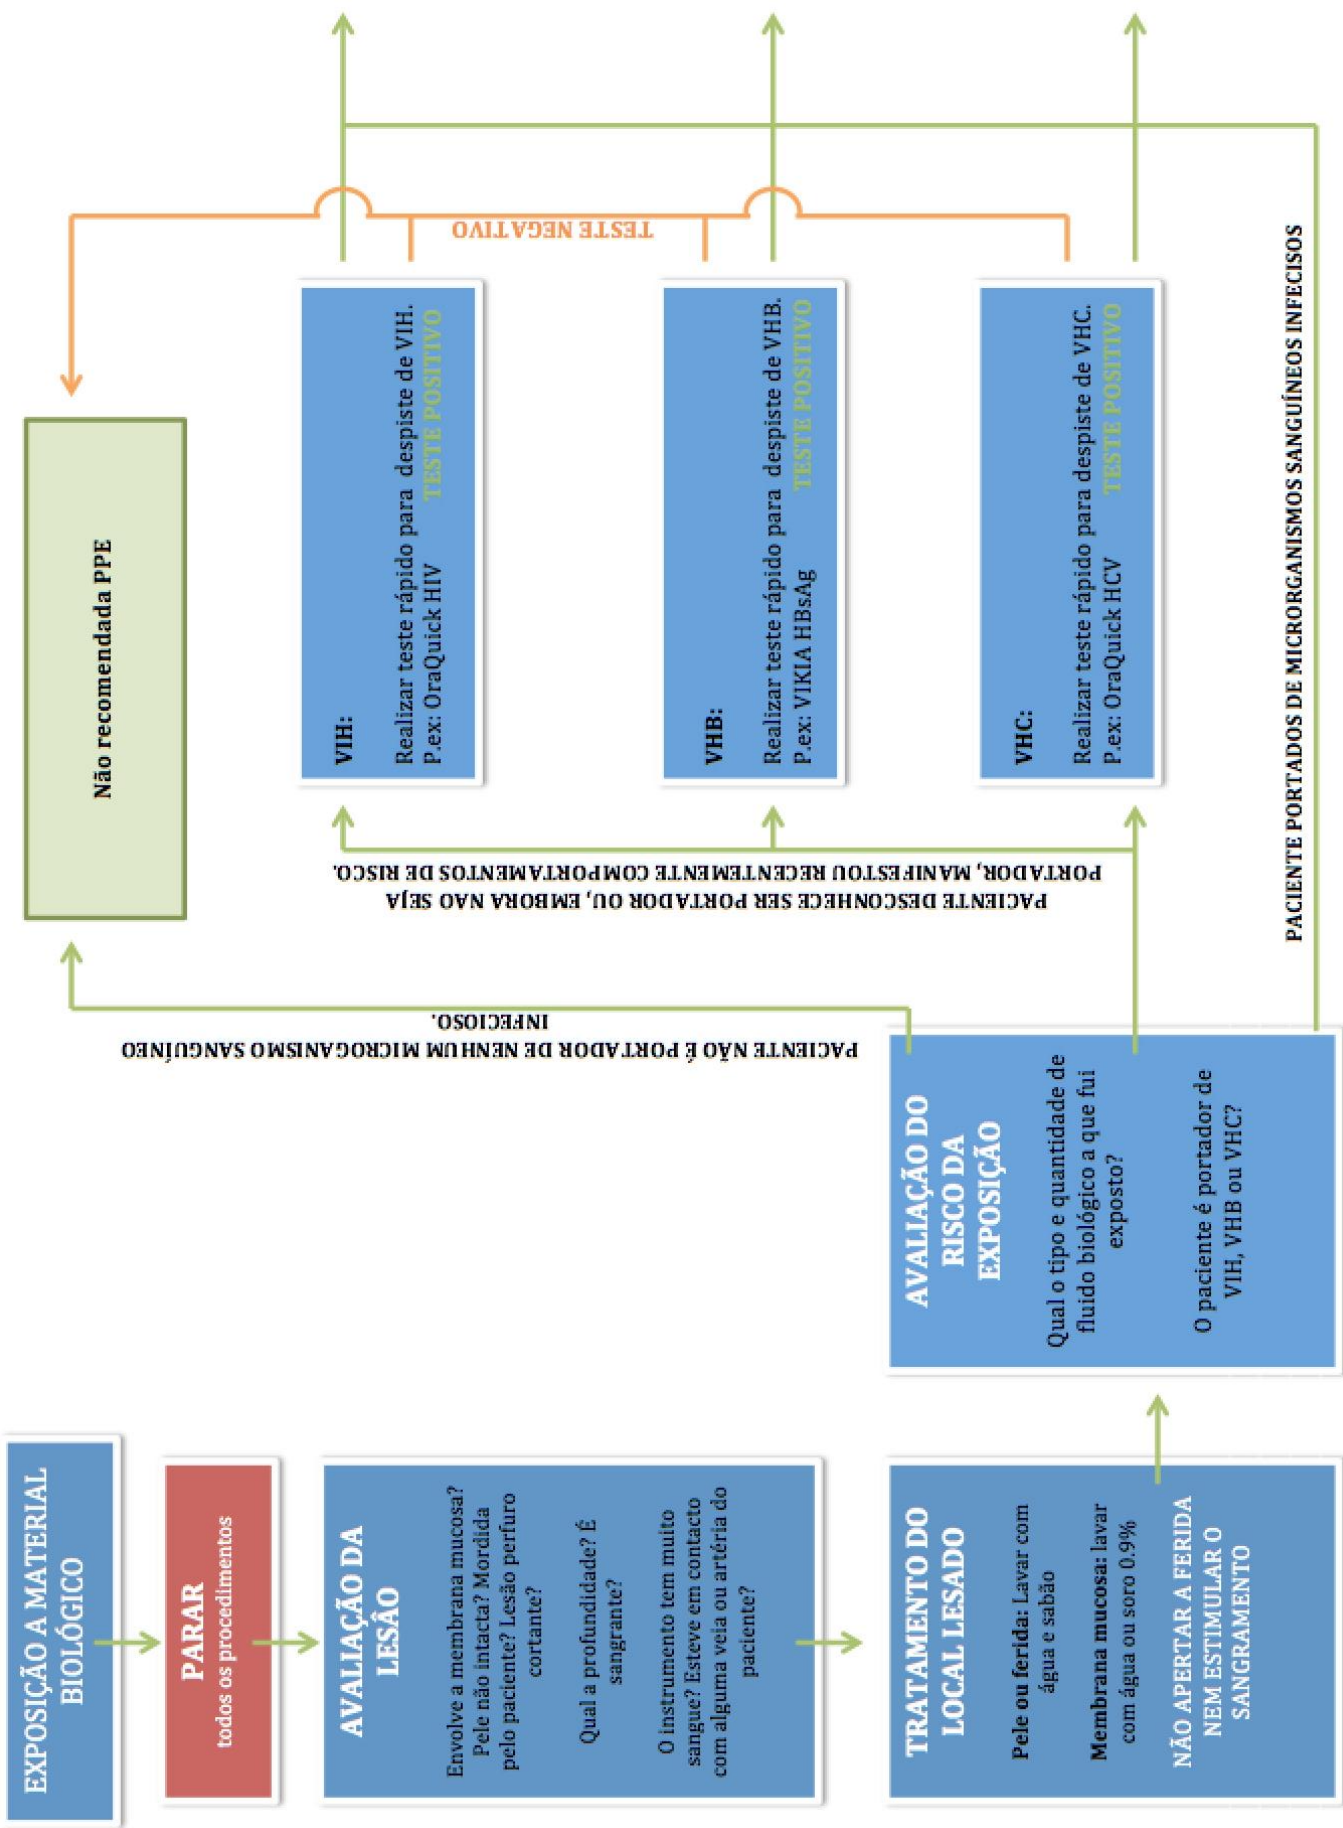 EXPOSIÇÃO A MATERIAL
BIOLÓGICO
PARAR
todos os procedimentos
AVALIAÇÃO DA
LESÃO
Envolve a membrana mucosa?
Pele não intacta? Mordida
pelo paciente? Lesão perfuro
cortante?
Qual a profundidade? É
sangrante?
O instrumento tem muito
sangue? Esteve em contacto
com alguma veia ou artéria do
paciente?
TRATAMENTO DO
LOCAL LESADO
Pele ou ferida: Lavar com
água e sabão
Membrana mucosa: lavar
com água ou soro 0.9%
NÃO APERTAR A FERIDA
NEM ESTIMULAR O
SANGRAMENTO
AVALIAÇÃO DO
RISCO DA
EXPOSIÇÃO
Qual o tipo e quantidade de
fluido biológico a que fui
exposto?
O paciente é portador de
VIH, VHB ou VHC?
PACIENTE NÃO É PORTADOR DE NENHUM MICROGANISMO SANGUÍNEO
INFECIOSO.
PACIENTE DESCONHECE SER PORTADOR OU, EMBORA NAO SEJA
PORTADOR, MANIFESTOU RECENTEMENTE COMPORTAMENTOS DE RISCO.
PACIENTE PORTADOS DE MICRORGANISMOS SANGUÍNEOS INFECISOS
Não recomendada PPE
VIH:
Realizar teste rápido para despiste de VIH.
P.ex: OraQuick HIV TESTE POSITIVO
VHB:
Realizar teste rápido para despiste de VHB.
P.ex: VIKIA HBsAg TESTE POSITIVO
VHC:
Realizar teste rápido para despiste de VHC.
P.ex: OraQuick HCV TESTE POSITIVO
TESTE NEGATIVO